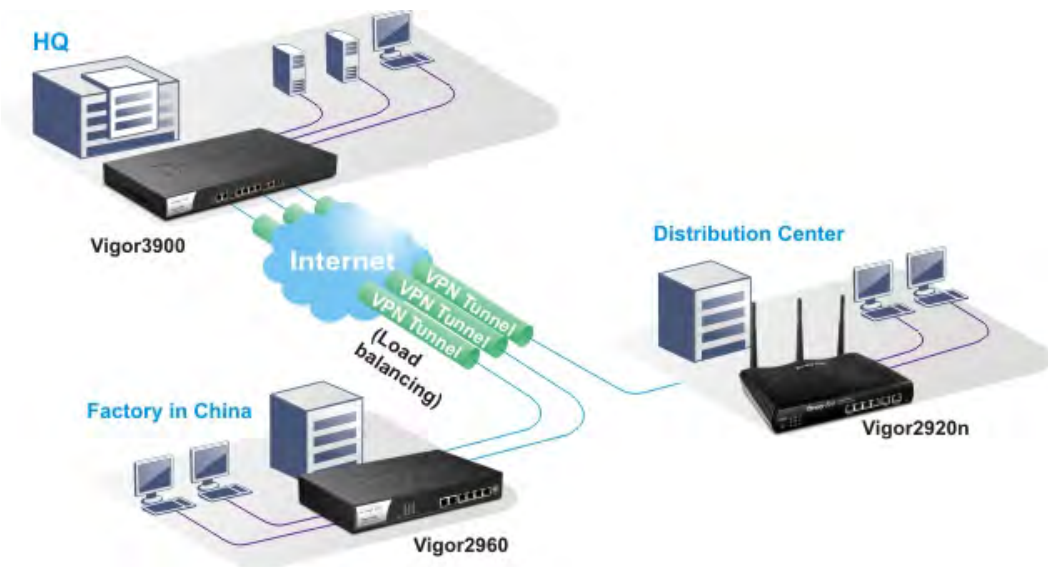 HQ
Vigor3900
Internet
VPN Tunnel
VPN Tunnel
VPN Tunnel
(Load
balancing)
Distribution Center
Vigor2920n
Factory in China
Vigor2960